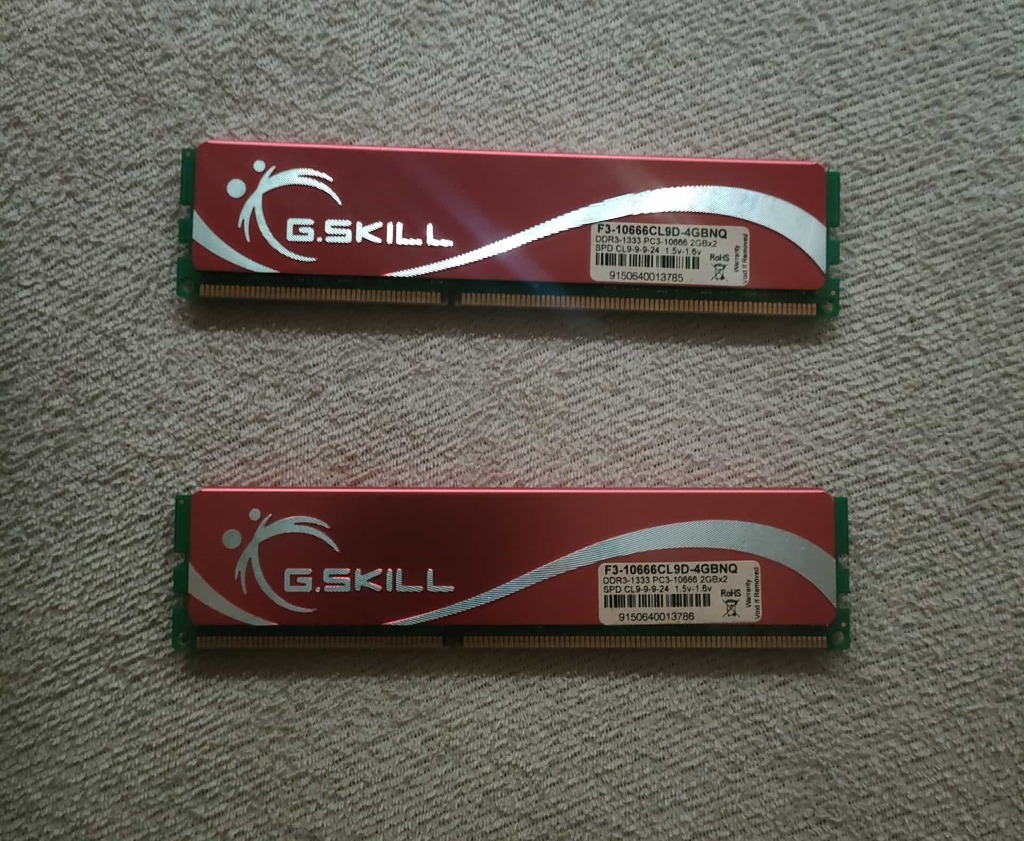 G.SKILL
F3-10666CL9D-4GBNQ
DDR3-1333 PC3-10666 2GBx2
SPD CL9-9-9-24 1.5v-1.6v
RoHS
Warranty
Void If Removed
9150640013785
G.SKILL
F3-10666CL9D-4GBNQ
DDR3-1333 PC3-10666 2GBx2
SPD CL9-9-9-24 1.5v-1.6v
RoHS
Warranty
Void If Removed
9150640013786